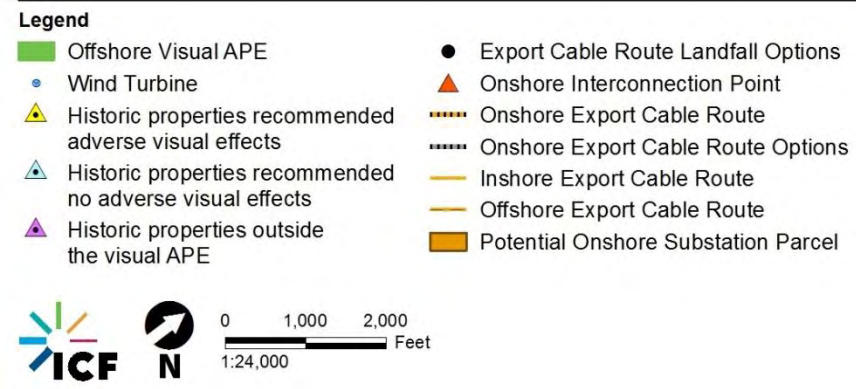 Legend
Offshore Visual APE
Wind Turbine
Historic properties recommended
adverse visual effects
Historic properties recommended
no adverse visual effects
Historic properties outside
the visual APE
Export Cable Route Landfall Options
Onshore Interconnection Point
Onshore Export Cable Route
Onshore Export Cable Route Options
Inshore Export Cable Route
Offshore Export Cable Route
Potential Onshore Substation Parcel
ICF
N
0 1,000 2,000
Feet
1:24,000